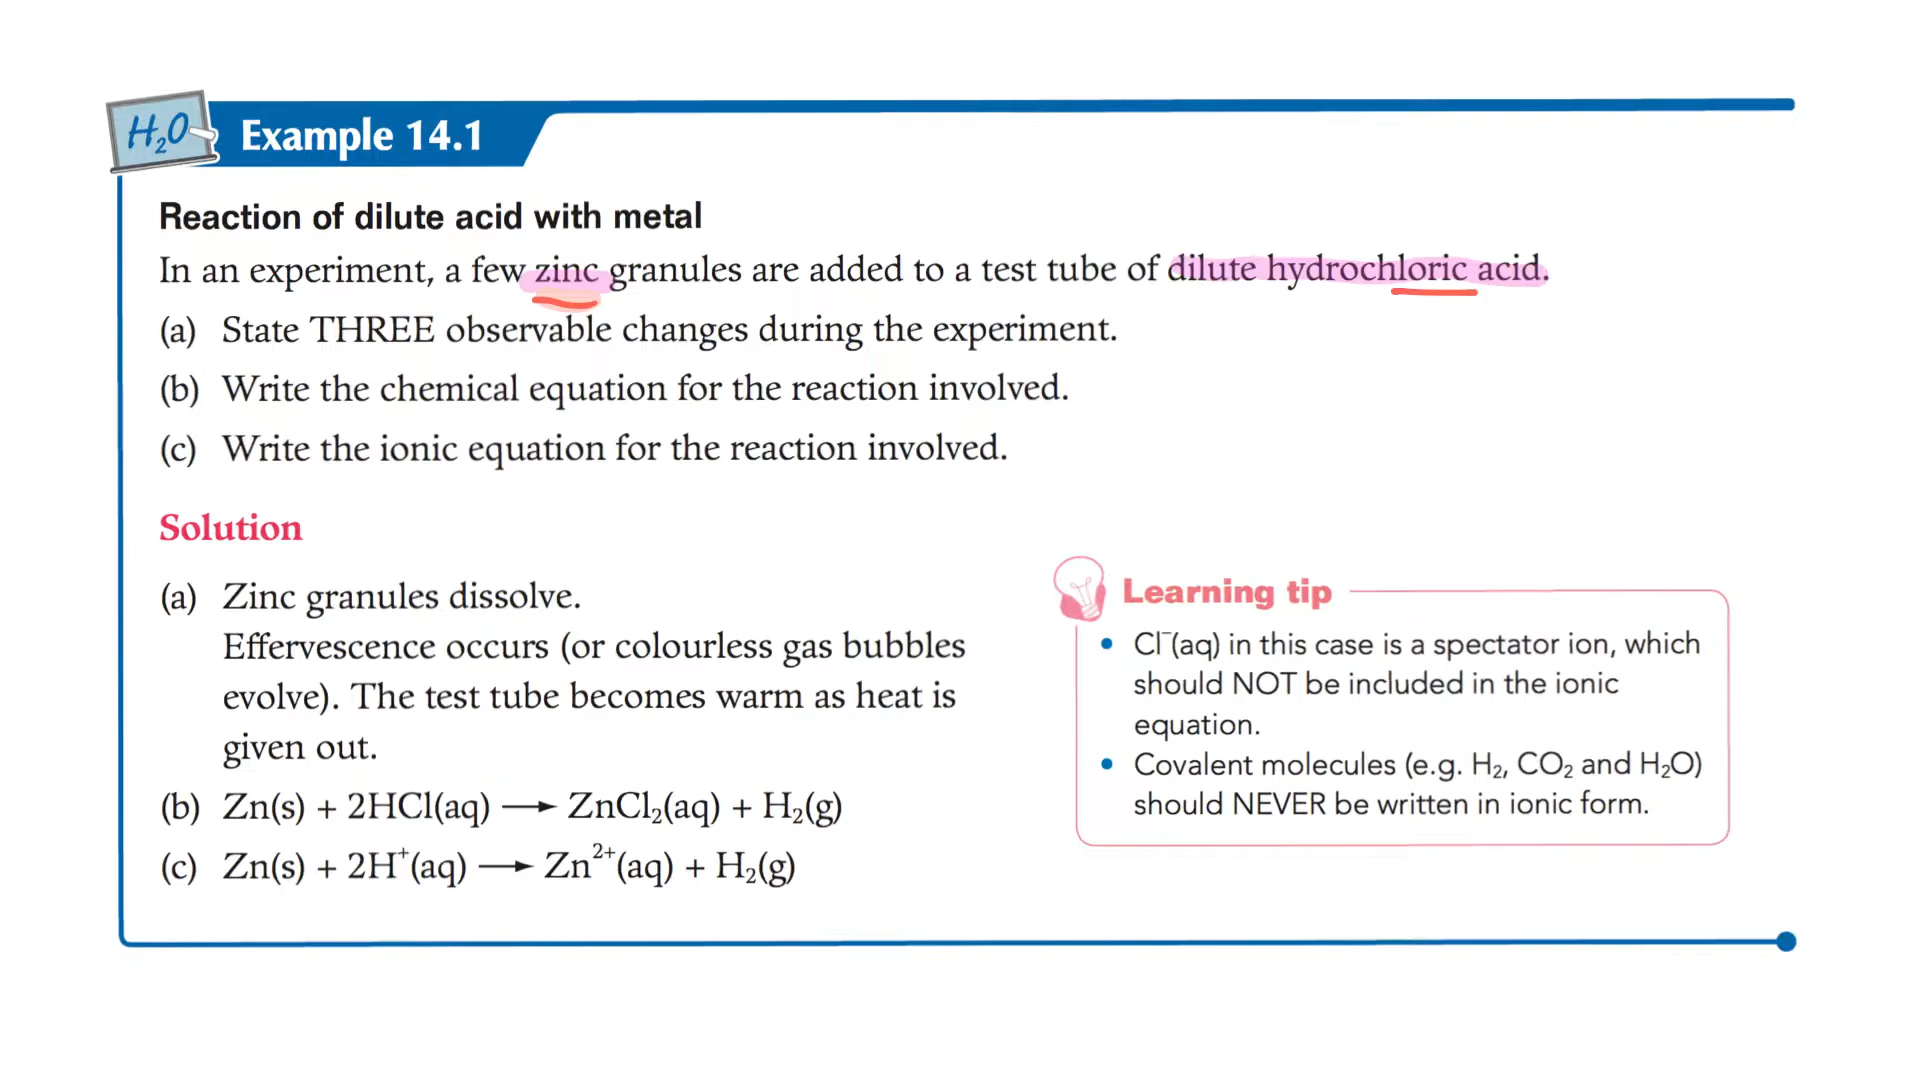 H₂O
Example 14.1
Reaction of dilute acid with metal
In an experiment, a few zinc granules are added to a test tube of dilute hydrochloric acid.
(a) State THREE observable changes during the experiment.
(b) Write the chemical equation for the reaction involved.
(c) Write the ionic equation for the reaction involved.
Solution
(a) Zinc granules dissolve.
Effervescence occurs (or colourless gas bubbles
evolve). The test tube becomes warm as heat is
given out.
(b) Zn(s) + 2HCl(aq) ⟶ ZnCl₂(aq) + H₂(g)
(c) Zn(s) + 2H⁺(aq) ⟶ Zn²⁺(aq) + H₂(g)
Learning tip
• Cl⁻(aq) in this case is a spectator ion, which
should NOT be included in the ionic
equation.
• Covalent molecules (e.g. H₂, CO₂ and H₂O)
should NEVER be written in ionic form.